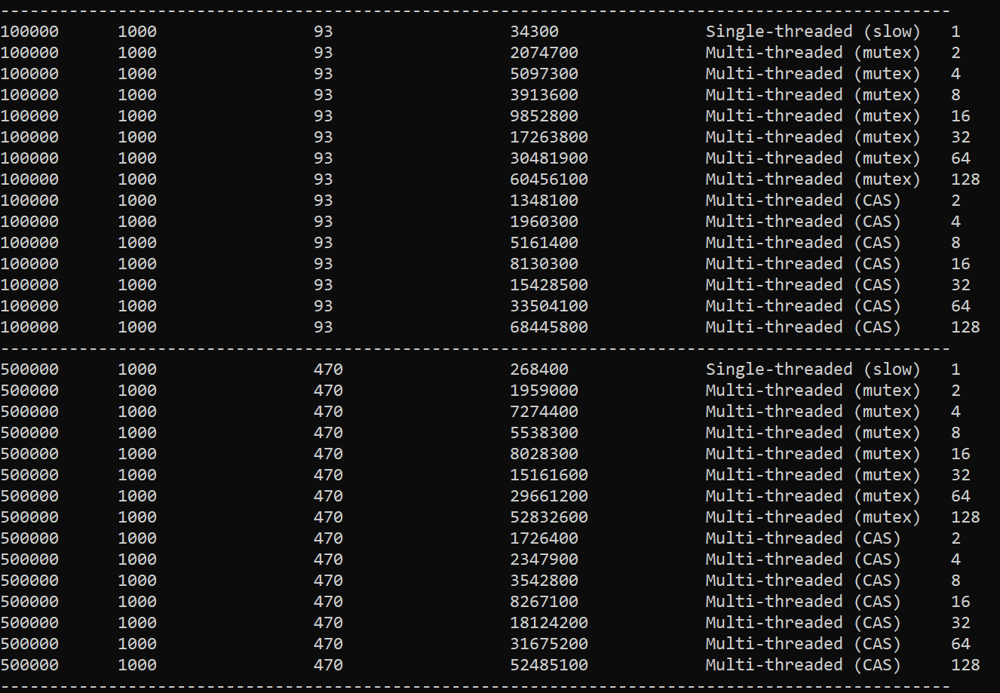 -------------------------------------------------------------------------------------------------
100000 1000 93 34300 Single-threaded (slow) 1
100000 1000 93 2074700 Multi-threaded (mutex) 2
100000 1000 93 5097300 Multi-threaded (mutex) 4
100000 1000 93 3913600 Multi-threaded (mutex) 8
100000 1000 93 9852800 Multi-threaded (mutex) 16
100000 1000 93 17263800 Multi-threaded (mutex) 32
100000 1000 93 30481900 Multi-threaded (mutex) 64
100000 1000 93 60456100 Multi-threaded (mutex) 128
100000 1000 93 1348100 Multi-threaded (CAS) 2
100000 1000 93 1960300 Multi-threaded (CAS) 4
100000 1000 93 5161400 Multi-threaded (CAS) 8
100000 1000 93 8130300 Multi-threaded (CAS) 16
100000 1000 93 15428500 Multi-threaded (CAS) 32
100000 1000 93 33504100 Multi-threaded (CAS) 64
100000 1000 93 68445800 Multi-threaded (CAS) 128
-------------------------------------------------------------------------------------------------
500000 1000 470 268400 Single-threaded (slow) 1
500000 1000 470 1959000 Multi-threaded (mutex) 2
500000 1000 470 7274400 Multi-threaded (mutex) 4
500000 1000 470 5538300 Multi-threaded (mutex) 8
500000 1000 470 8028300 Multi-threaded (mutex) 16
500000 1000 470 15161600 Multi-threaded (mutex) 32
500000 1000 470 29661200 Multi-threaded (mutex) 64
500000 1000 470 52832600 Multi-threaded (mutex) 128
500000 1000 470 1726400 Multi-threaded (CAS) 2
500000 1000 470 2347900 Multi-threaded (CAS) 4
500000 1000 470 3542800 Multi-threaded (CAS) 8
500000 1000 470 8267100 Multi-threaded (CAS) 16
500000 1000 470 18124200 Multi-threaded (CAS) 32
500000 1000 470 31675200 Multi-threaded (CAS) 64
500000 1000 470 52485100 Multi-threaded (CAS) 128
-------------------------------------------------------------------------------------------------